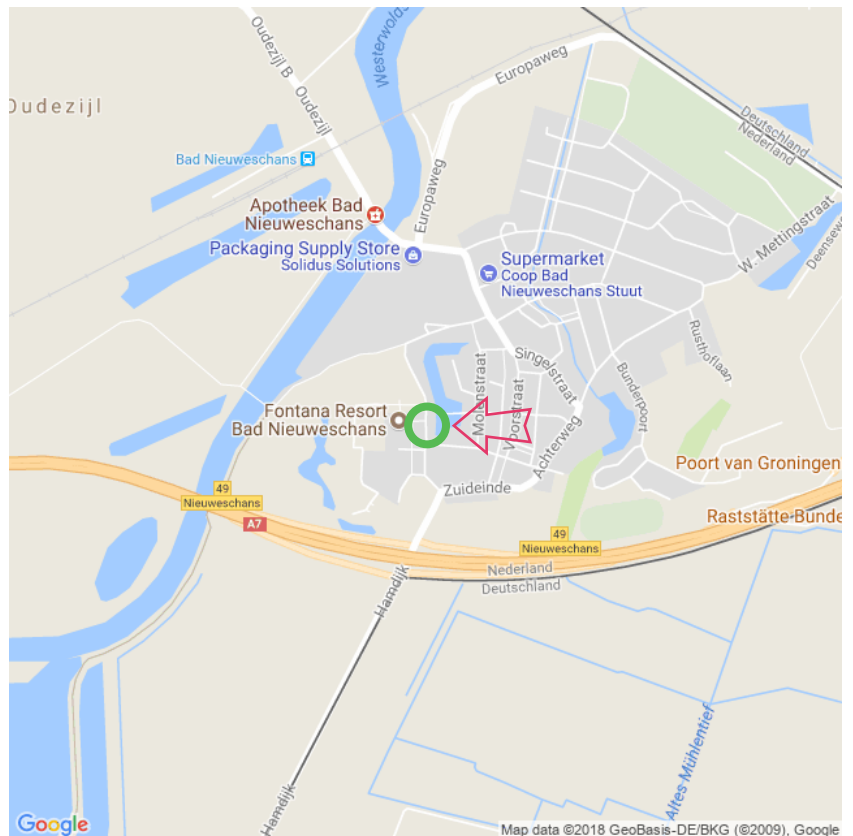 Oudezijl B
Oudezijl
Westerwolds
Europaweg
Oudezijl
Deutschland
Nederland
Bad Nieuweschans
Europaweg
Apotheek Bad
Nieuweschans
Packaging Supply Store
Solidus Solutions
Supermarket
Coop Bad
Nieuweschans Stuut
W. Mettingstraat
Deensewe
Rusthoflaan
Singelstraat
Bunderpoort
Molenstraat
Voorstraat
Achterweg
Fontana Resort
Bad Nieuweschans
Zuideinde
Poort van Groningen
49
Nieuweschans
A7
Raststätte Bunde
49
Nieuweschans
Nederland
Deutschland
Hamdijk
Altes Mühlentief
Hamdijk
Google
Map data ©2018 GeoBasis-DE/BKG (©2009), Google